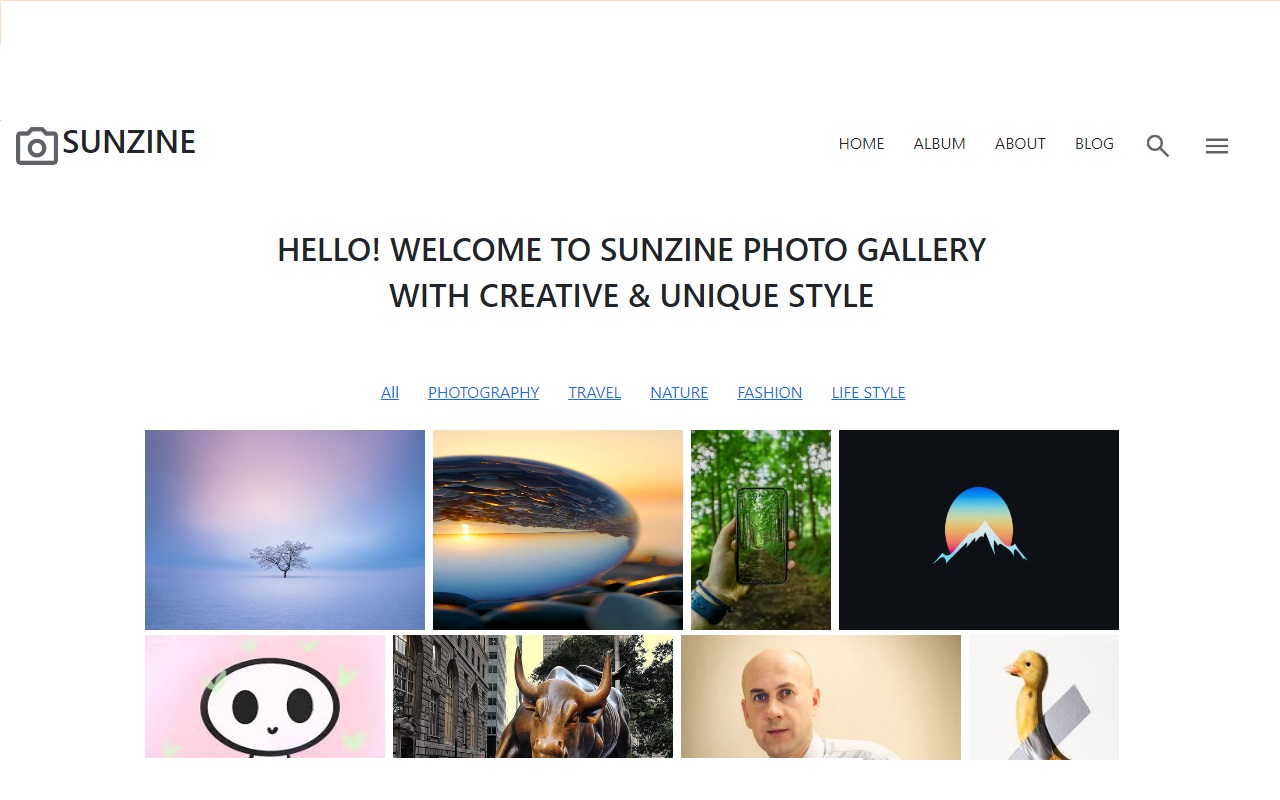 SUNZINE
HOME ALBUM ABOUT BLOG
HELLO! WELCOME TO SUNZINE PHOTO GALLERY
WITH CREATIVE & UNIQUE STYLE
All PHOTOGRAPHY TRAVEL NATURE FASHION LIFE STYLE